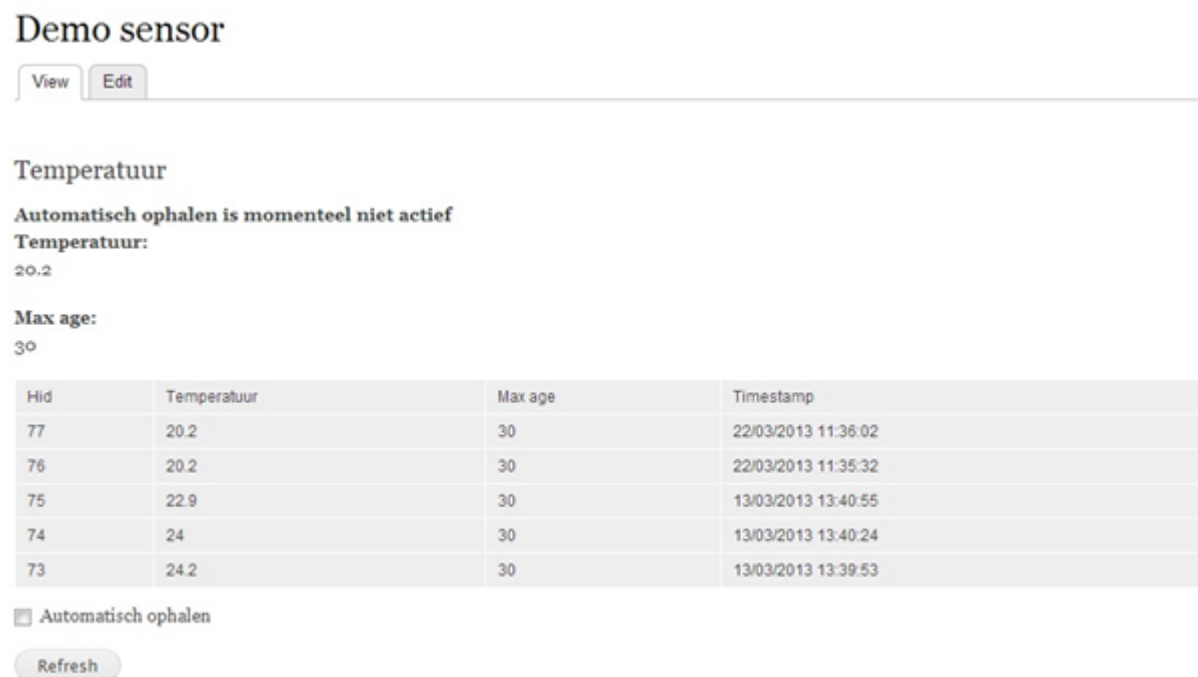 Demo sensor
View Edit
Temperatuur
Automatisch ophalen is momenteel niet actief
Temperatuur:
20.2
Max age:
30
Hid Temperatuur Max age Timestamp
77 20.2 30 22/03/2013 11:36:02
76 20.2 30 22/03/2013 11:35:32
75 22.9 30 13/03/2013 13:40:55
74 24 30 13/03/2013 13:40:24
73 24.2 30 13/03/2013 13:39:53
Automatisch ophalen
Refresh